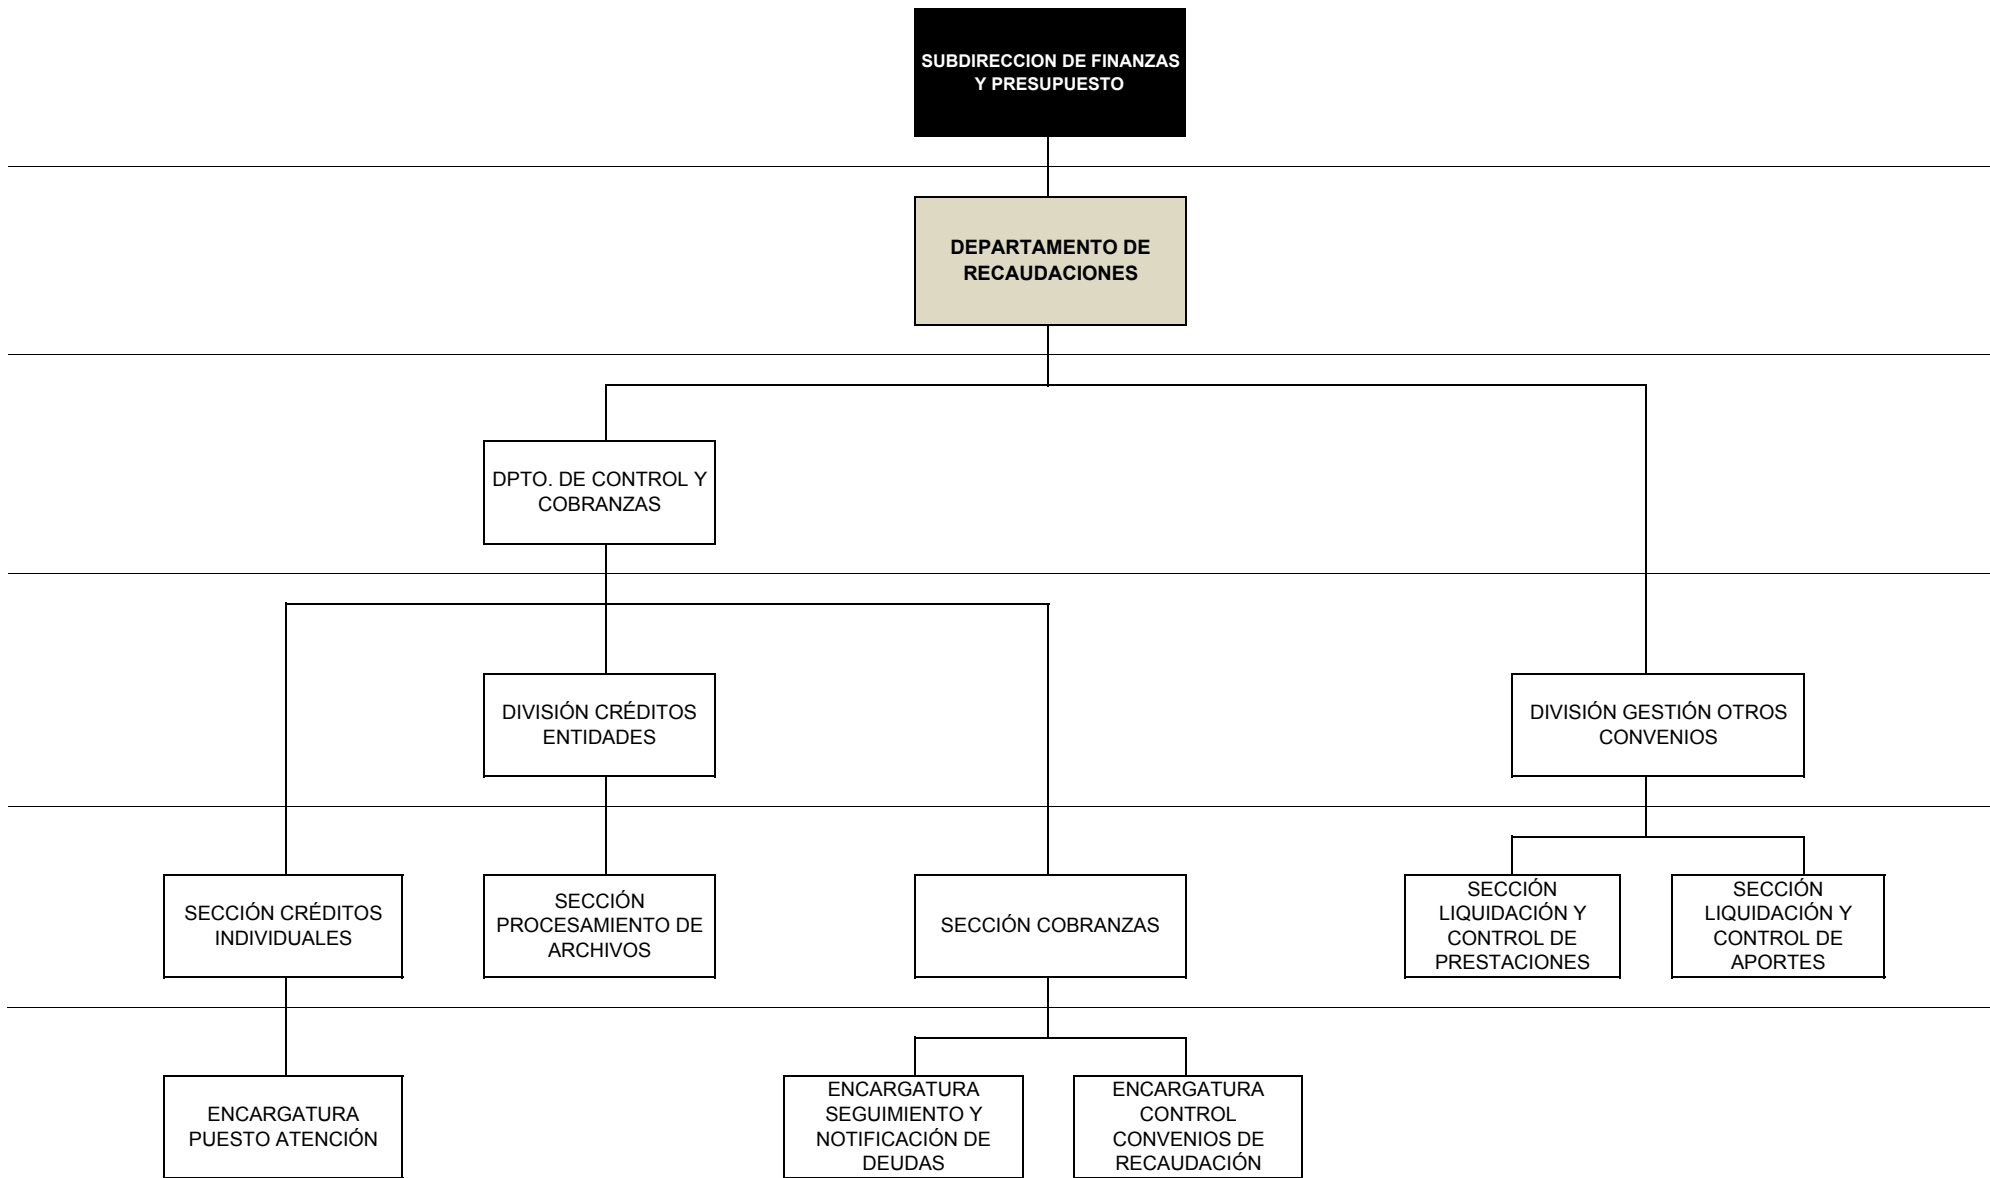 SUBDIRECCION DE FINANZAS
Y PRESUPUESTO
DEPARTAMENTO DE
RECAUDACIONES
DPTO. DE CONTROL Y
COBRANZAS
DIVISIÓN CRÉDITOS
ENTIDADES
DIVISIÓN GESTIÓN OTROS
CONVENIOS
SECCIÓN CRÉDITOS
INDIVIDUALES
SECCIÓN
PROCESAMIENTO DE
ARCHIVOS
SECCIÓN COBRANZAS
SECCIÓN
LIQUIDACIÓN Y
CONTROL DE
PRESTACIONES
SECCIÓN
LIQUIDACIÓN Y
CONTROL DE
APORTES
ENCARGATURA
PUESTO ATENCIÓN
ENCARGATURA
SEGUIMIENTO Y
NOTIFICACIÓN DE
DEUDAS
ENCARGATURA
CONTROL
CONVENIOS DE
RECAUDACIÓN